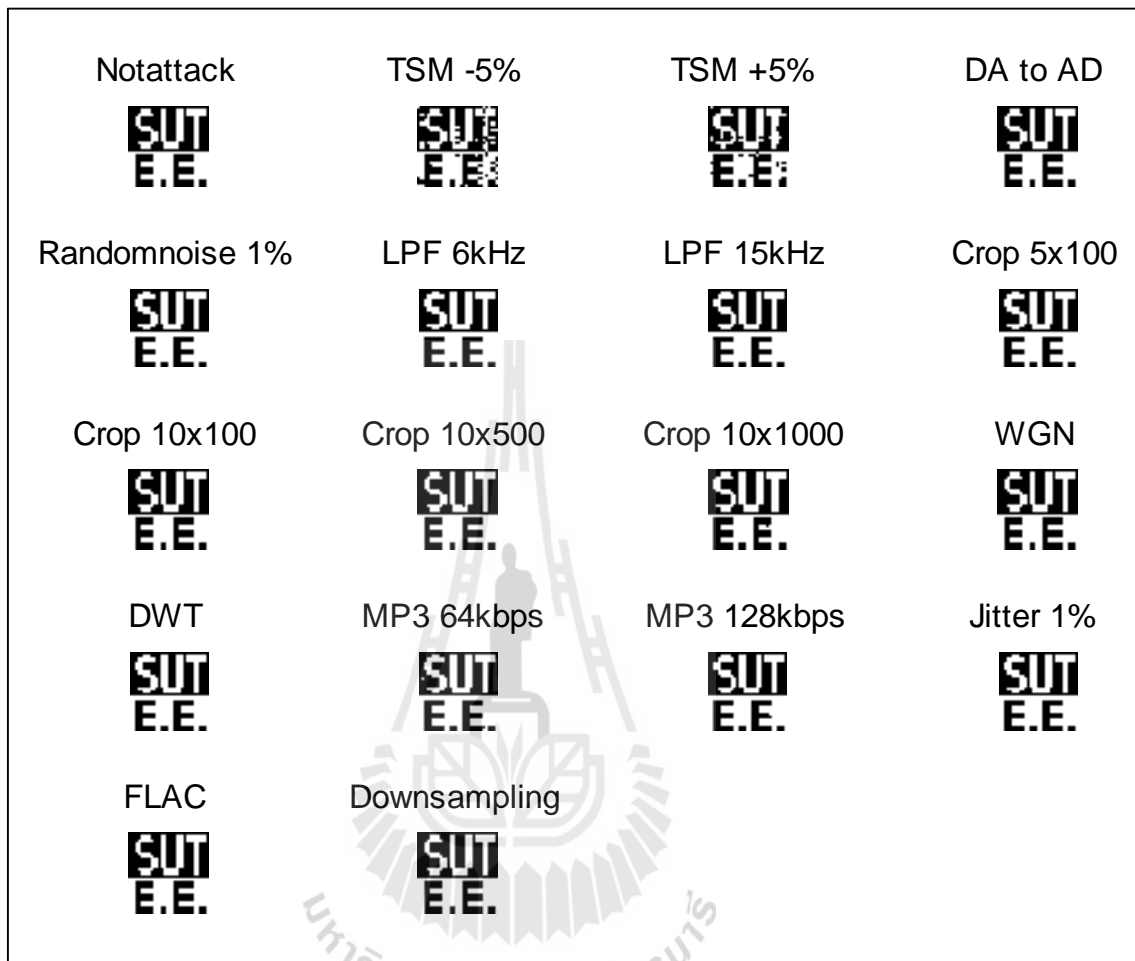 Notattack TSM -5% TSM +5% DA to AD
SUT SUT SUT SUT
E.E. E.E. E.E. E.E.
Randomnoise 1% LPF 6kHz LPF 15kHz Crop 5x100
SUT SUT SUT SUT
E.E. E.E. E.E. E.E.
Crop 10x100 Crop 10x500 Crop 10x1000 WGN
SUT SUT SUT SUT
E.E. E.E. E.E. E.E.
DWT MP3 64kbps MP3 128kbps Jitter 1%
SUT SUT SUT SUT
E.E. E.E. E.E. E.E.
FLAC Downsampling
SUT SUT
E.E. E.E.